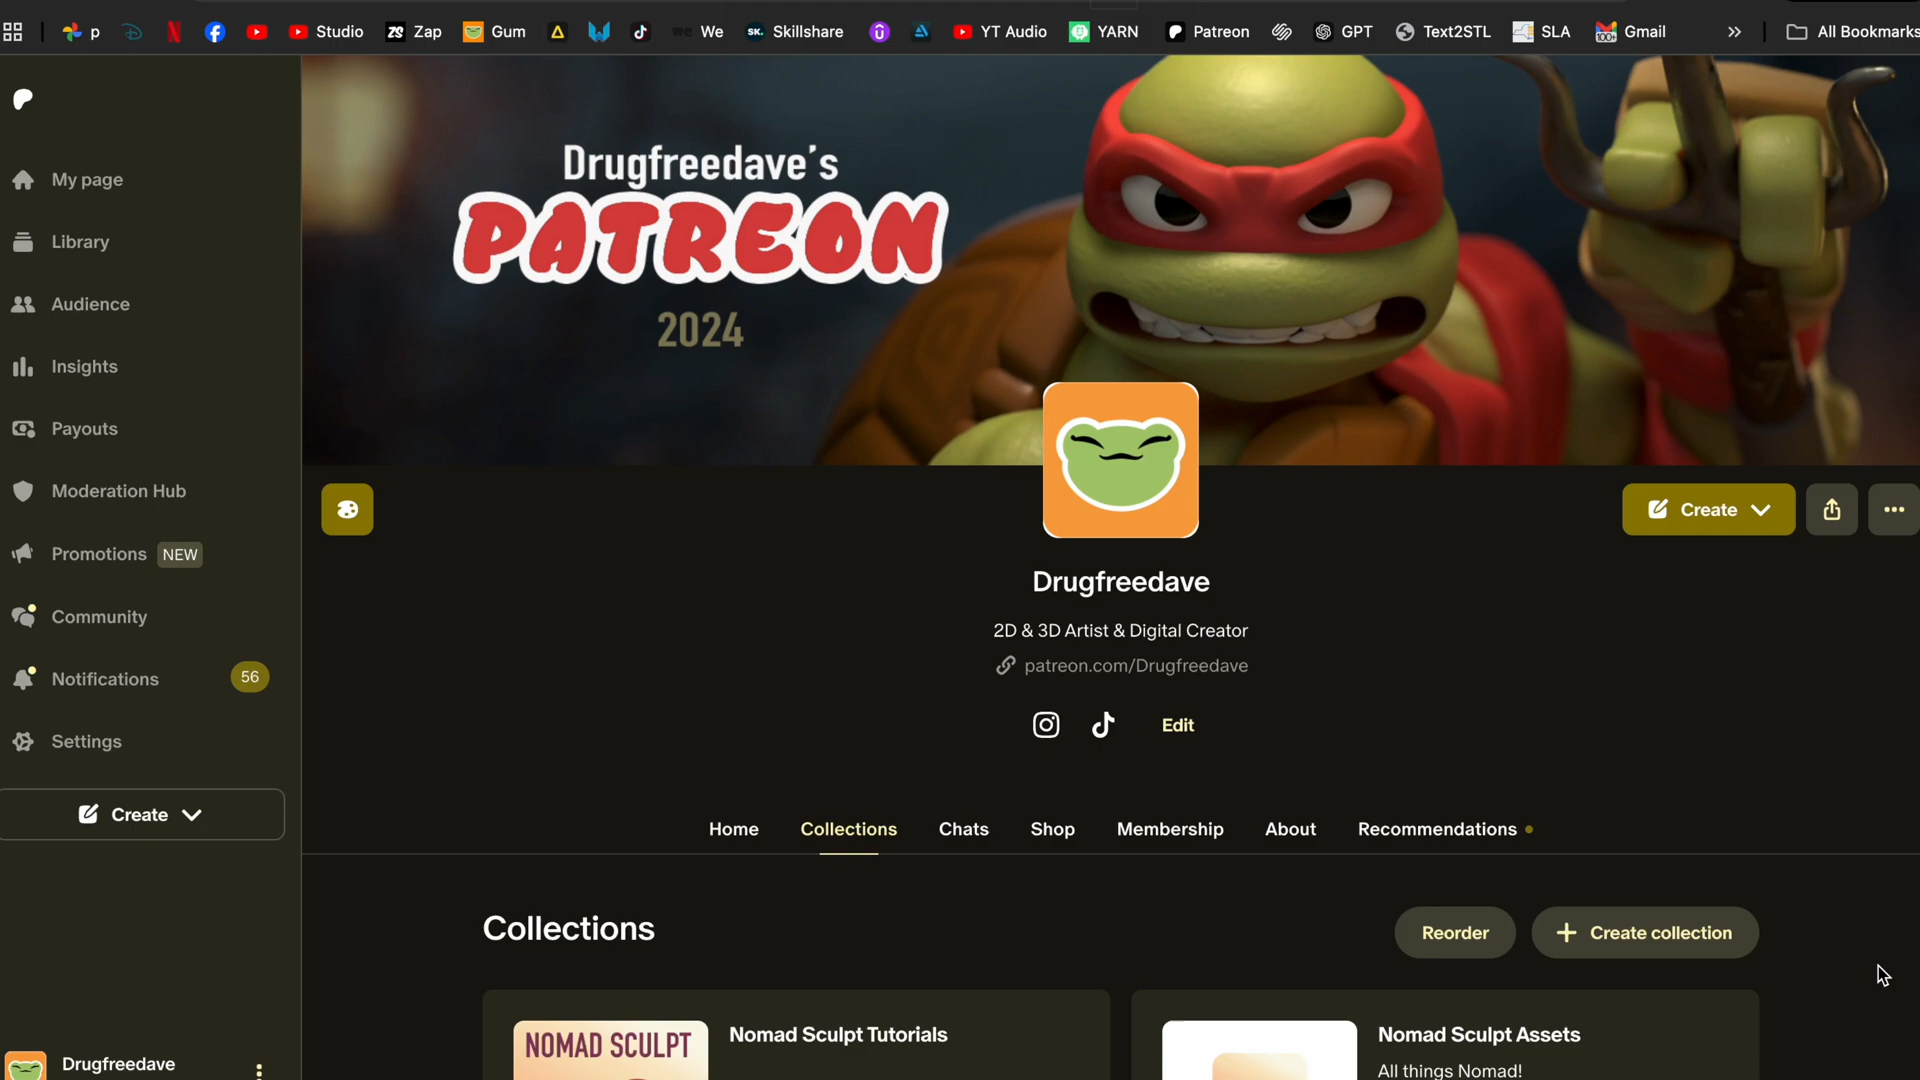 p
Studio
Zap
Gum
We
Skillshare
YT Audio
YARN
Patreon
GPT
Text2STL
SLA
Gmail
All Bookmarks
Drugfreedave's
PATREON
2024
My page
Library
Audience
Insights
Payouts
Moderation Hub
Promotions NEW
Community
Notifications 56
Settings
Create
Drugfreedave
Create
Drugfreedave
2D & 3D Artist & Digital Creator
patreon.com/Drugfreedave
Edit
Home Collections Chats Shop Membership About Recommendations
Collections
Reorder
Create collection
NOMAD SCULPT
Nomad Sculpt Tutorials
Nomad Sculpt Assets
All things Nomad!